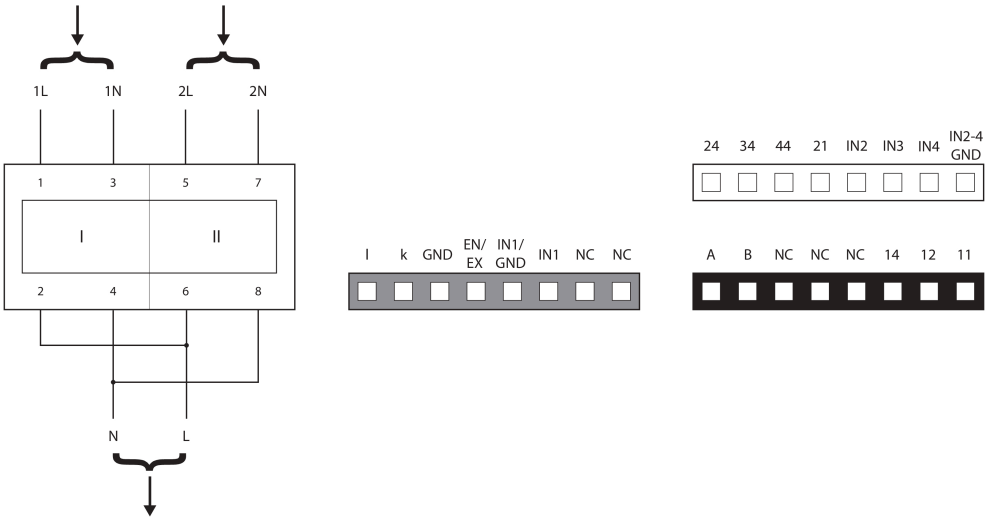 1L 1N 2L 2N
1 3 5 7
I II
2 4 6 8
N L
l k GND EN/ EX IN1/ GND IN1 NC NC
24 34 44 21 IN2 IN3 IN4 IN2-4 GND
A B NC NC NC 14 12 11